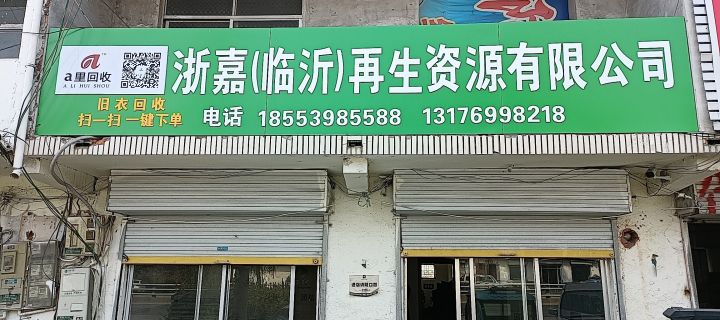 a
a里回收
A LI HUI SHOU
旧衣回收
扫一扫 一键下单
浙嘉(临沂)再生资源有限公司
电话 18553985588 13176998218